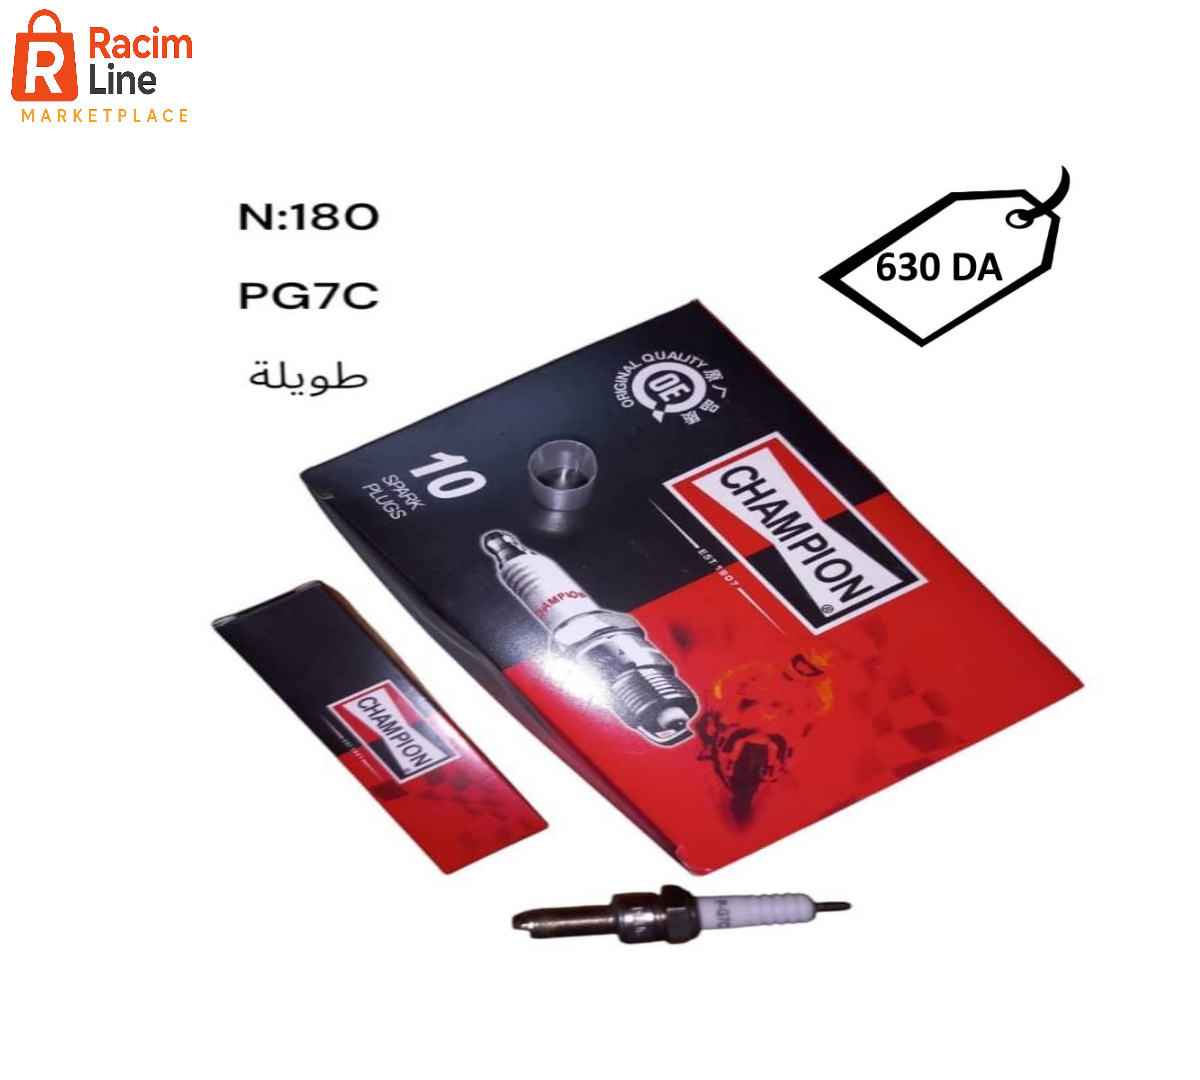 Racim
Line
MARKETPLACE
N:180
PG7C
طويلة
630 DA
ORIGINAL QUALITY
OE
10
SPARK
PLUGS
CHAMPION
®
EST 1907
CHAMPION
CHAMPION